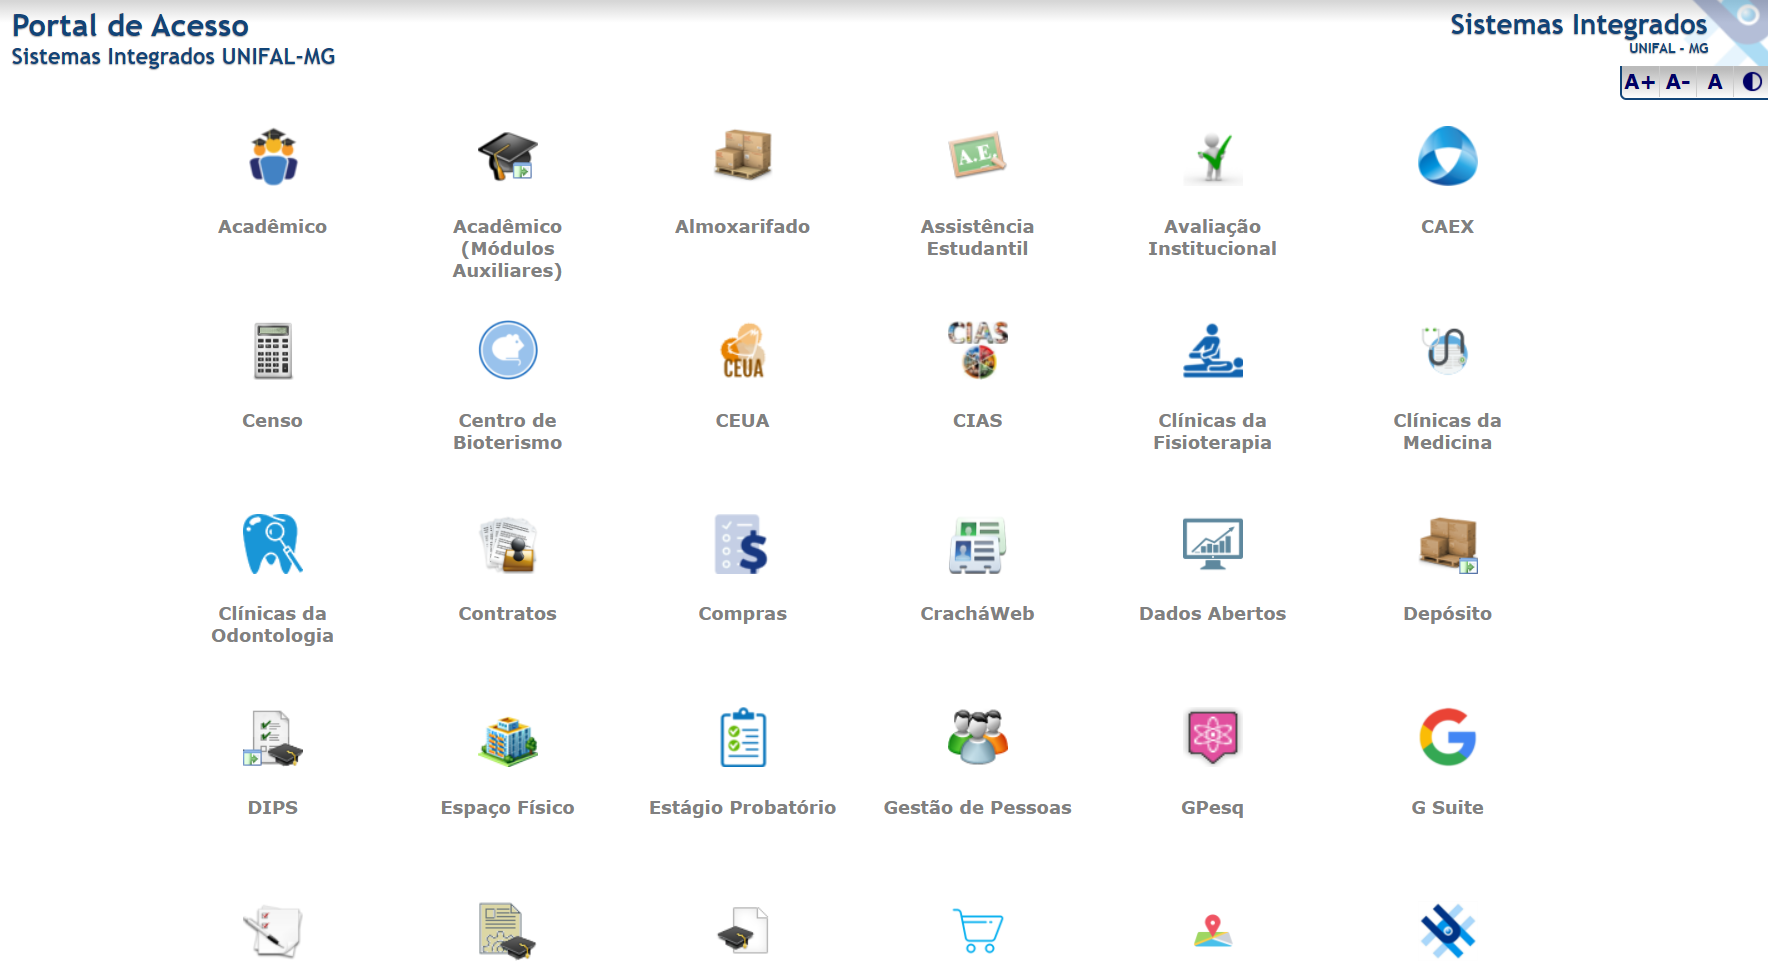 Portal de Acesso
Sistemas Integrados UNIFAL-MG
Sistemas Integrados
UNIFAL - MG
A+ A- A
A.E.
Acadêmico
Acadêmico
(Módulos
Auxiliares)
Almoxarifado
Assistência
Estudantil
Avaliação
Institucional
CAEX
CEUA
CIAS
Censo
Centro de
Bioterismo
CEUA
CIAS
Clínicas da
Fisioterapia
Clínicas da
Medicina
Clínicas da
Odontologia
Contratos
Compras
CracháWeb
Dados Abertos
Depósito
DIPS
Espaço Físico
Estágio Probatório
Gestão de Pessoas
GPesq
G Suite